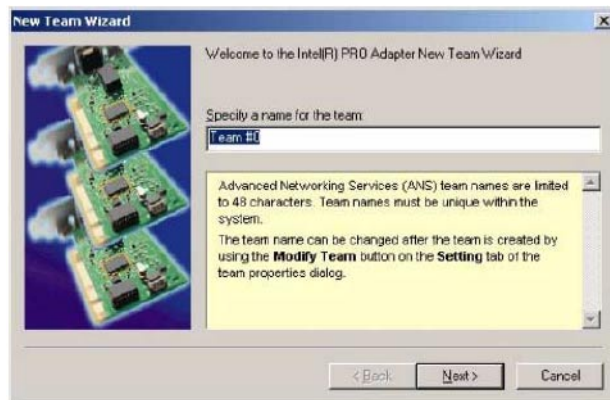 New Team Wizard
Welcome to the Intel(R) PRO Adapter New Team Wizard
Specify a name for the team:
Team #0
Advanced Networking Services (ANS) team names are limited
to 48 characters. Team names must be unique within the
system.
The team name can be changed after the team is created by
using the Modify Team button on the Setting tab of the
team properties dialog.
< Back
Next >
Cancel